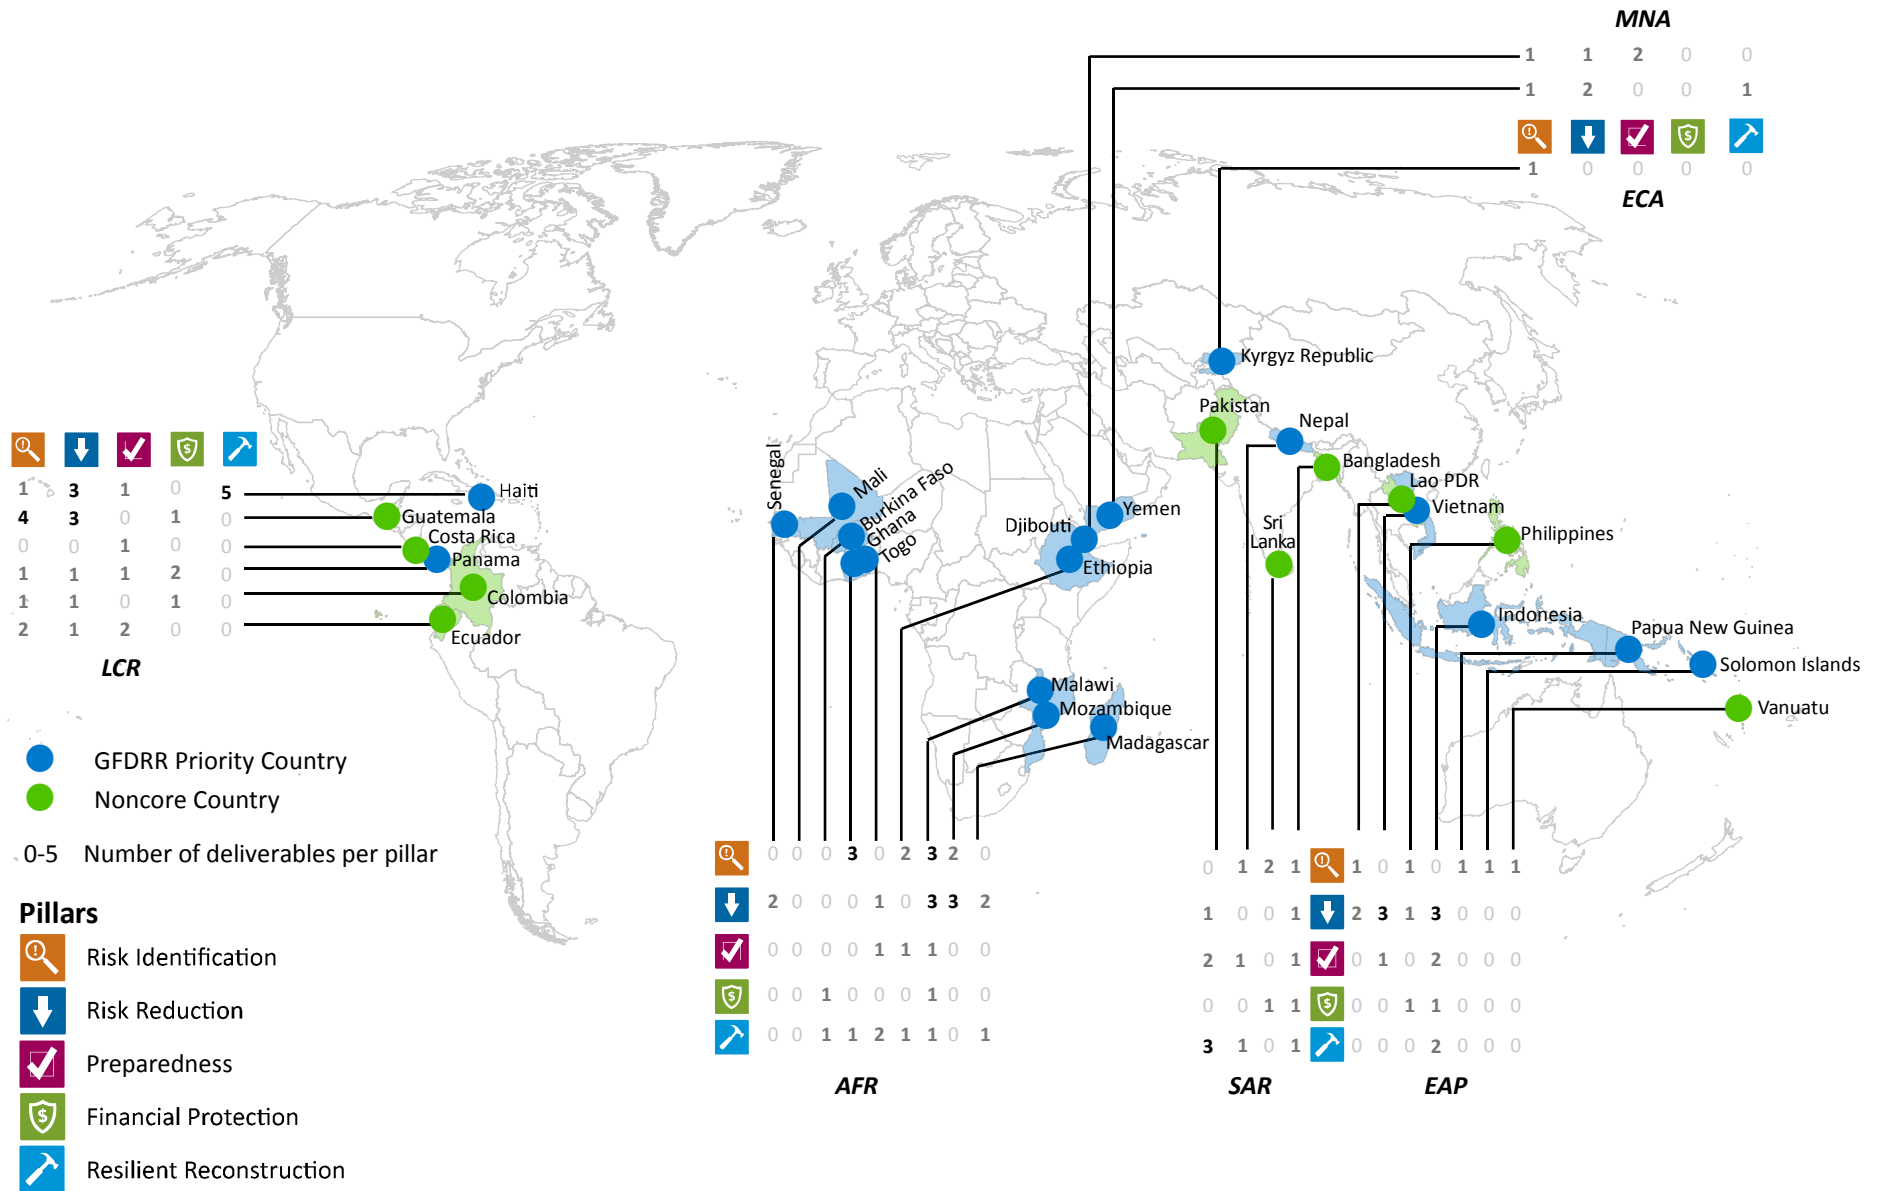 MNA
1 1 2 0 0
1 2 0 0 1
1 0 0 0 0
ECA
Kyrgyz Republic
Pakistan
Nepal
Bangladesh
Lao PDR
Vietnam
Philippines
Sri
Lanka
Indonesia
Papua New Guinea
Solomon Islands
Vanuatu
Senegal
Mali
Burkina Faso
Ghana
Togo
Djibouti
Yemen
Ethiopia
Malawi
Mozambique
Madagascar
Haiti
Guatemala
Costa Rica
Panama
Colombia
Ecuador
1 3 1 0 5
4 3 0 1 0
0 0 1 0 0
1 1 1 2 0
1 1 0 1 0
2 1 2 0 0
LCR
GFDRR Priority Country
Noncore Country
0-5 Number of deliverables per pillar
Pillars
Risk Identification
Risk Reduction
Preparedness
Financial Protection
Resilient Reconstruction
0 0 0 3 0 2 3 2 0
2 0 0 0 1 0 3 3 2
0 0 0 0 1 1 1 0 0
0 0 1 0 0 0 1 0 0
0 0 1 1 2 1 1 0 1
AFR
0 1 2 1
1 0 0 1
2 1 0 1
0 0 1 1
3 1 0 1
SAR
1 0 1 0 1 1 1
2 3 1 3 0 0 0
0 1 0 2 0 0 0
0 0 1 1 0 0 0
0 0 0 2 0 0 0
EAP